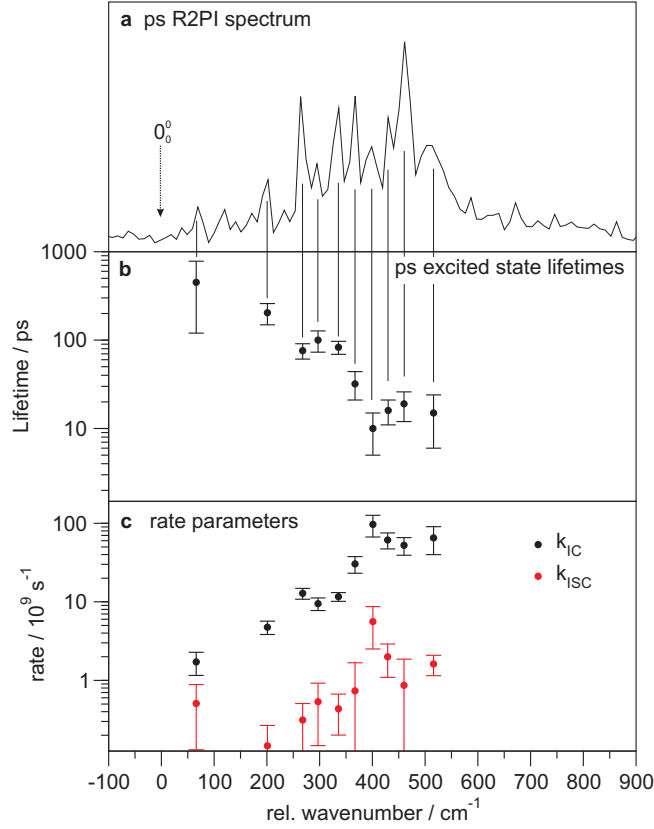 a ps R2PI spectrum
0⁰₀
1000
b ps excited state lifetimes
100
Lifetime / ps
10
c rate parameters
100
k_IC
k_ISC
10
rate / 10⁹ s⁻¹
1
-100 0 100 200 300 400 500 600 700 800 900
rel. wavenumber / cm⁻¹